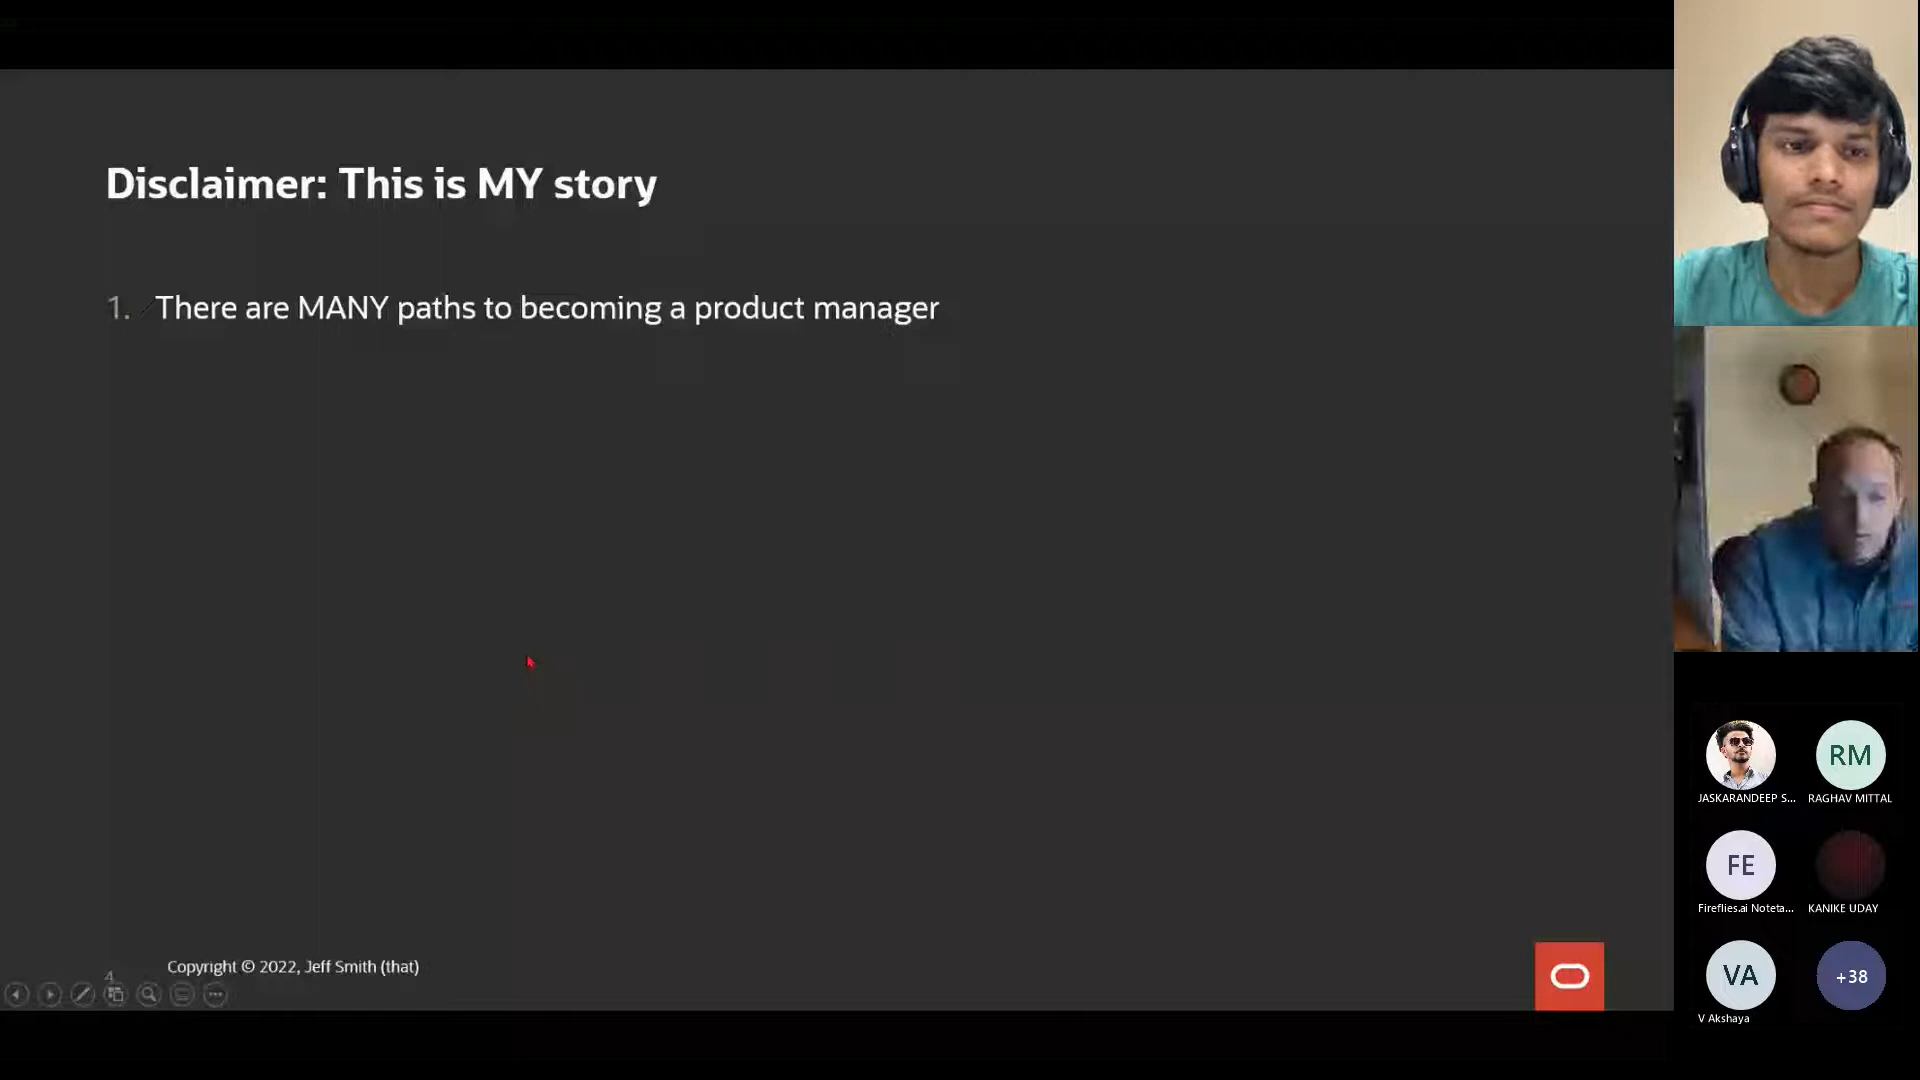 Disclaimer: This is MY story
1. There are MANY paths to becoming a product manager
4
Copyright © 2022, Jeff Smith (that)
JASKARANDEEP S...
RM
RAGHAV MITTAL
FE
Fireflies.ai Noteta...
KANIKE UDAY
VA
V Akshaya
+38